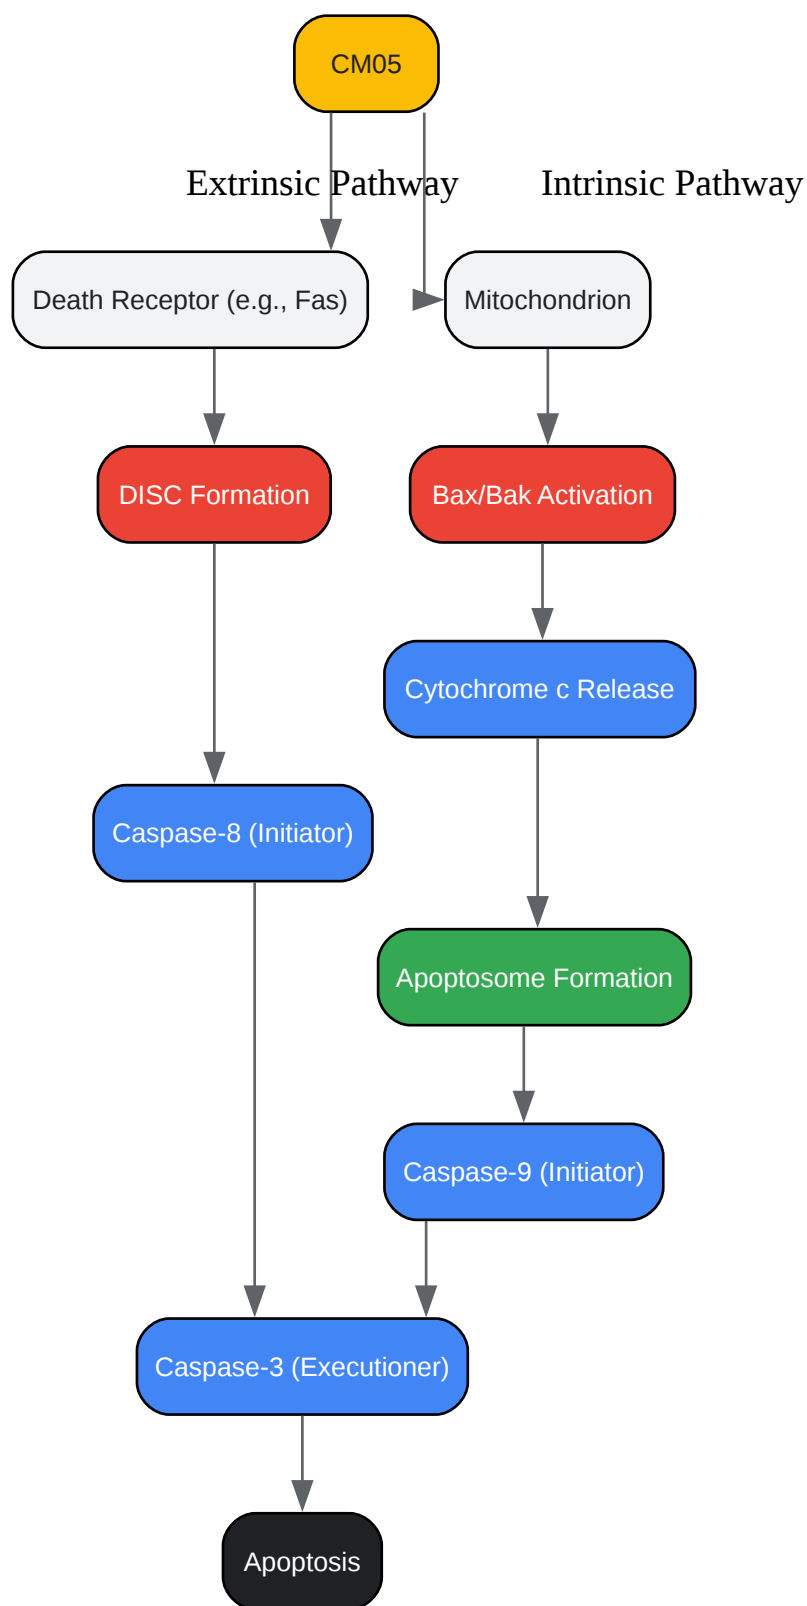 CM05
Extrinsic Pathway
Intrinsic Pathway
Death Receptor (e.g., Fas)
Mitochondrion
DISC Formation
Bax/Bak Activation
Cytochrome c Release
Caspase-8 (Initiator)
Apoptosome Formation
Caspase-9 (Initiator)
Caspase-3 (Executioner)
Apoptosis